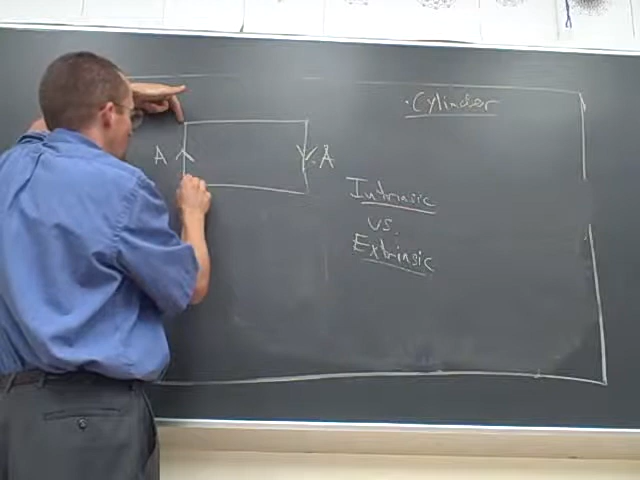 · Cylinder
A
A
Intrinsic
vs.
Extrinsic